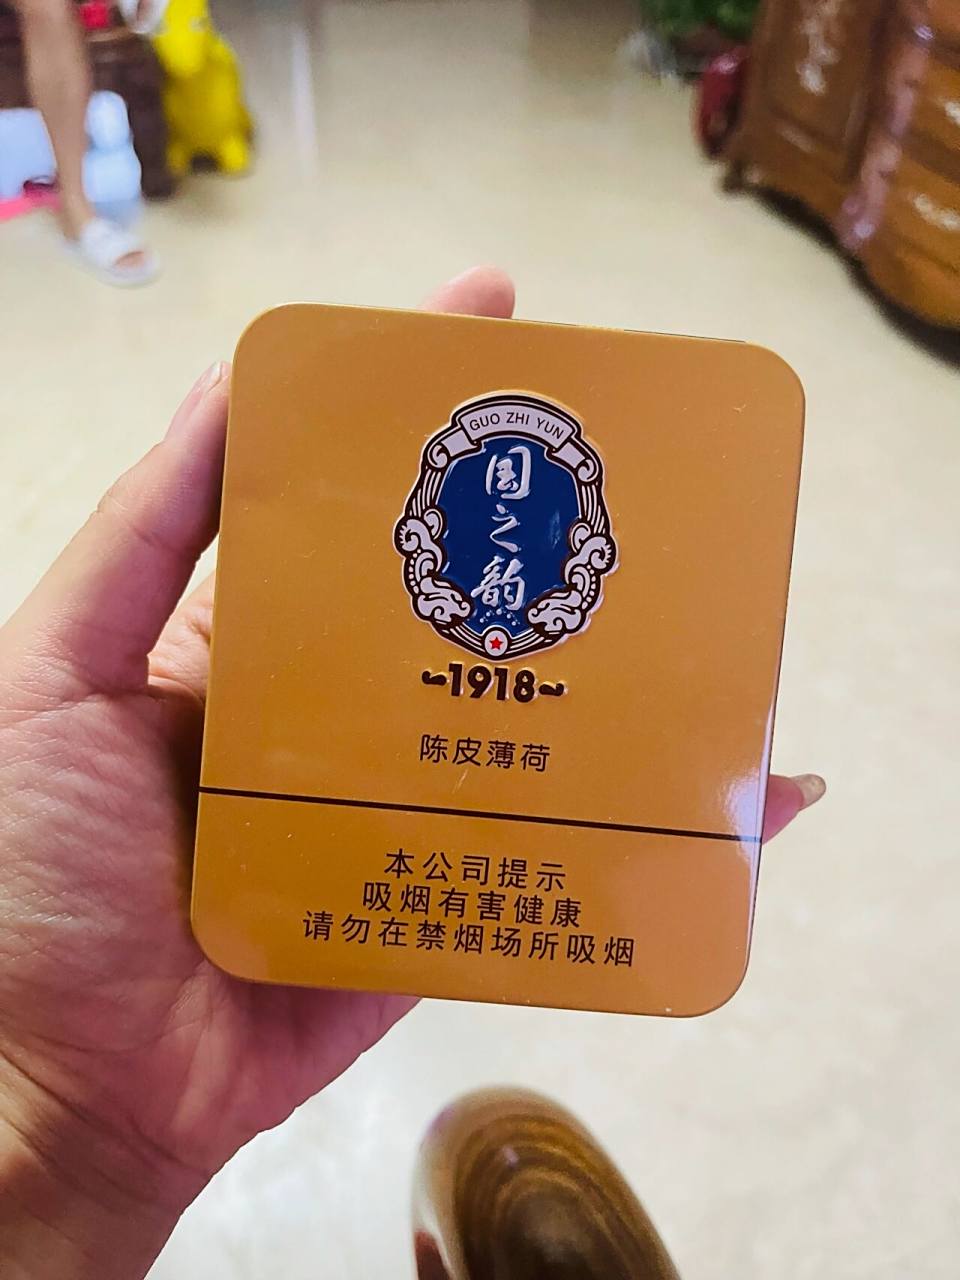 GUO ZHI YUN
国之韵
1918
陈皮薄荷
本公司提示
吸烟有害健康
请勿在禁烟场所吸烟